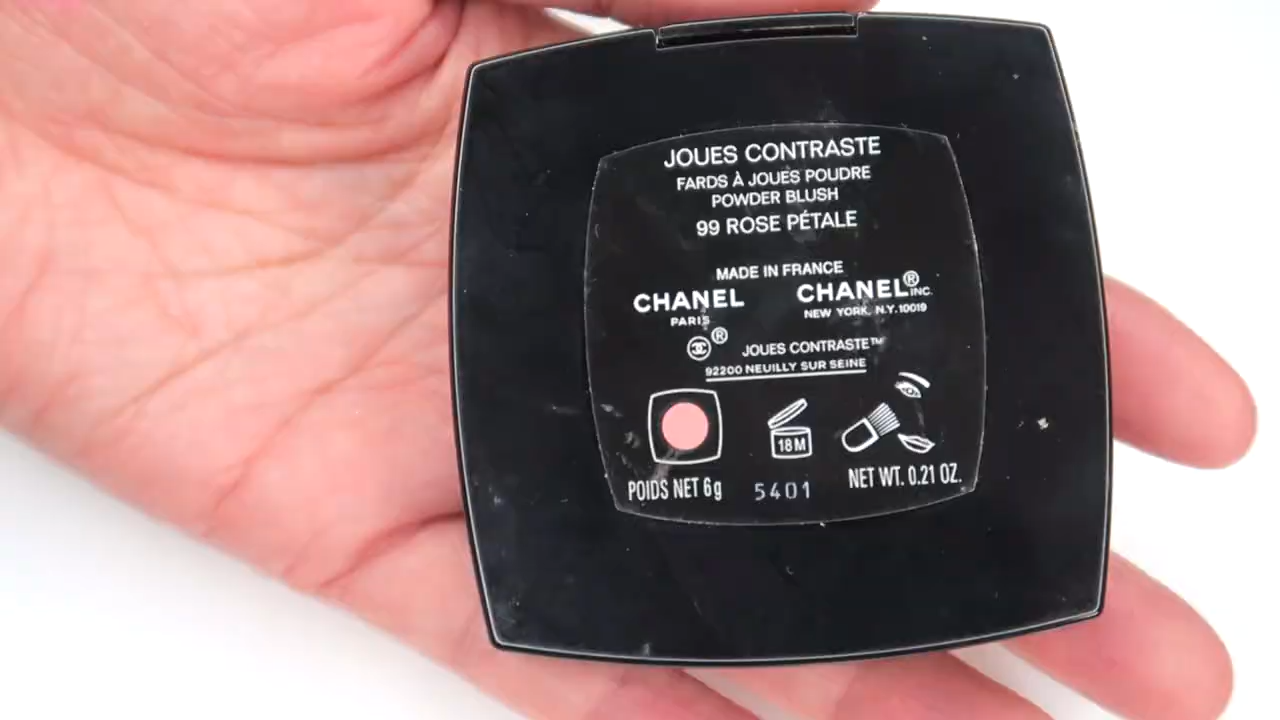 JOUES CONTRASTE
FARDS À JOUES POUDRE
POWDER BLUSH
99 ROSE PÉTALE
MADE IN FRANCE
CHANEL CHANEL® INC.
PARIS NEW YORK, N.Y. 10019
® JOUES CONTRASTE™
92200 NEUILLY SUR SEINE
18M
POIDS NET 6g 5401 NET WT. 0.21 OZ.